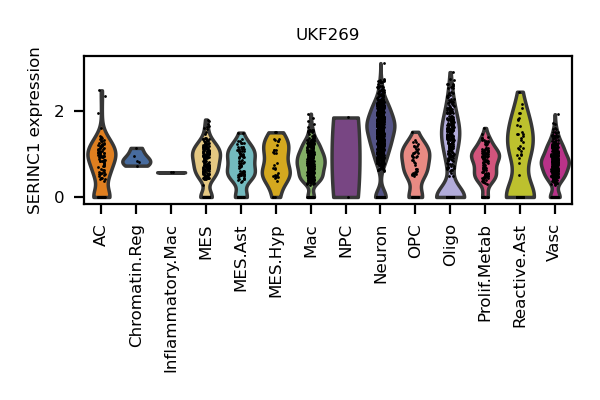 UKF269
SERINC1 expression
2
0
AC
Chromatin.Reg
Inflammatory.Mac
MES
MES.Ast
MES.Hyp
Mac
NPC
Neuron
OPC
Oligo
Prolif.Metab
Reactive.Ast
Vasc